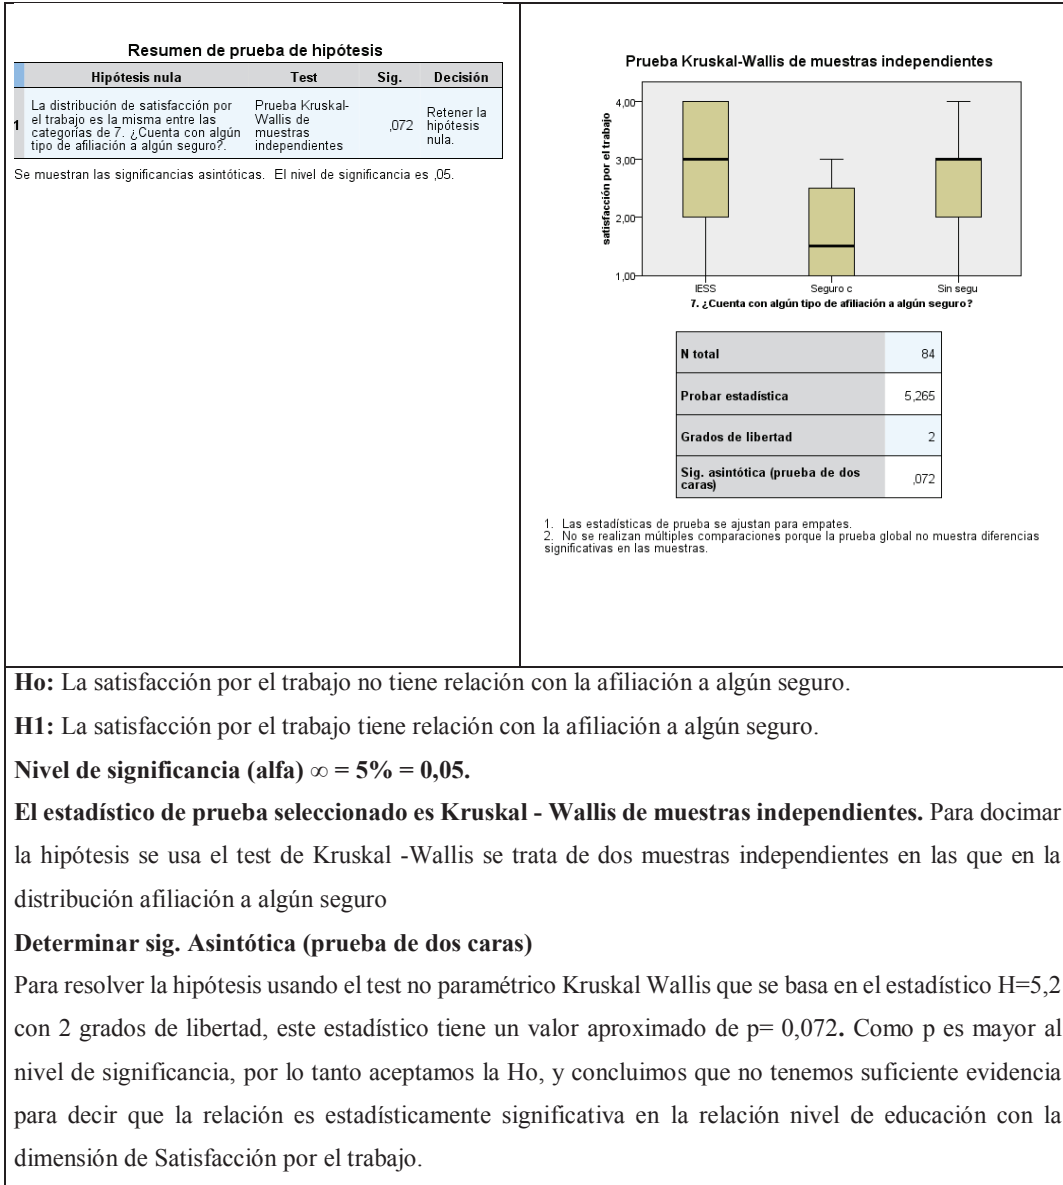 Resumen de prueba de hipótesis
Hipótesis nula Test Sig. Decisión
1 La distribución de satisfacción por el trabajo es la misma entre las categorías de 7. ¿Cuenta con algún tipo de afiliación a algún seguro?. Prueba Kruskal-Wallis de muestras independientes ,072 Retener la hipótesis nula.
Se muestran las significancias asintóticas. El nivel de significancia es ,05.
Prueba Kruskal-Wallis de muestras independientes
satisfacción por el trabajo
4,00
3,00
2,00
1,00
IESS Seguro c Sin segu
7. ¿Cuenta con algún tipo de afiliación a algún seguro?
N total 84
Probar estadística 5,265
Grados de libertad 2
Sig. asintótica (prueba de dos caras) ,072
1. Las estadísticas de prueba se ajustan para empates.
2. No se realizan múltiples comparaciones porque la prueba global no muestra diferencias
significativas en las muestras.
Ho: La satisfacción por el trabajo no tiene relación con la afiliación a algún seguro.
H1: La satisfacción por el trabajo tiene relación con la afiliación a algún seguro.
Nivel de significancia (alfa) ∞ = 5% = 0,05.
El estadístico de prueba seleccionado es Kruskal - Wallis de muestras independientes. Para docimar
la hipótesis se usa el test de Kruskal -Wallis se trata de dos muestras independientes en las que en la
distribución afiliación a algún seguro
Determinar sig. Asintótica (prueba de dos caras)
Para resolver la hipótesis usando el test no paramétrico Kruskal Wallis que se basa en el estadístico H=5,2
con 2 grados de libertad, este estadístico tiene un valor aproximado de p= 0,072. Como p es mayor al
nivel de significancia, por lo tanto aceptamos la Ho, y concluimos que no tenemos suficiente evidencia
para decir que la relación es estadísticamente significativa en la relación nivel de educación con la
dimensión de Satisfacción por el trabajo.